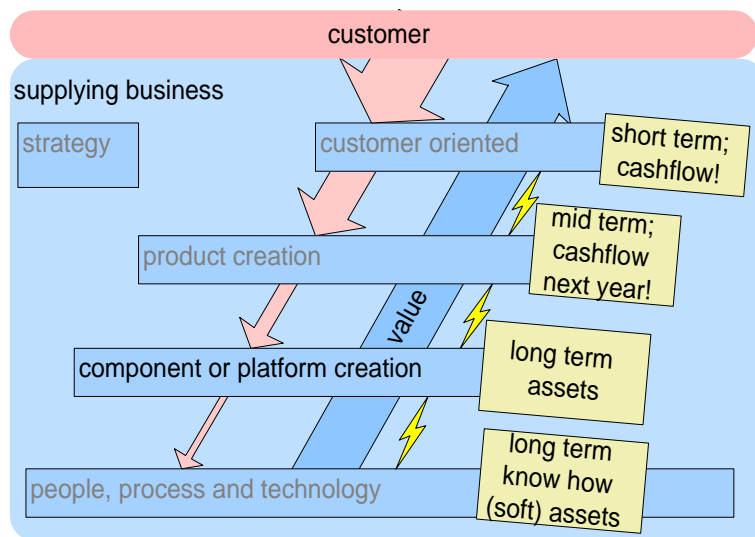 customer
supplying business
strategy
customer oriented
short term;
cashflow!
product creation
mid term;
cashflow
next year!
value
component or platform creation
long term
assets
people, process and technology
long term
know how
(soft) assets